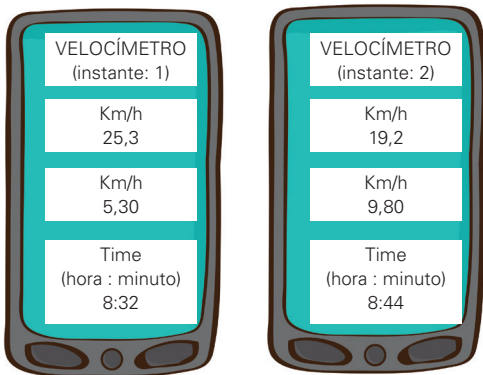 VELOCÍMETRO
(instante: 1)
Km/h
25,3
Km/h
5,30
Time
(hora : minuto)
8:32
VELOCÍMETRO
(instante: 2)
Km/h
19,2
Km/h
9,80
Time
(hora : minuto)
8:44